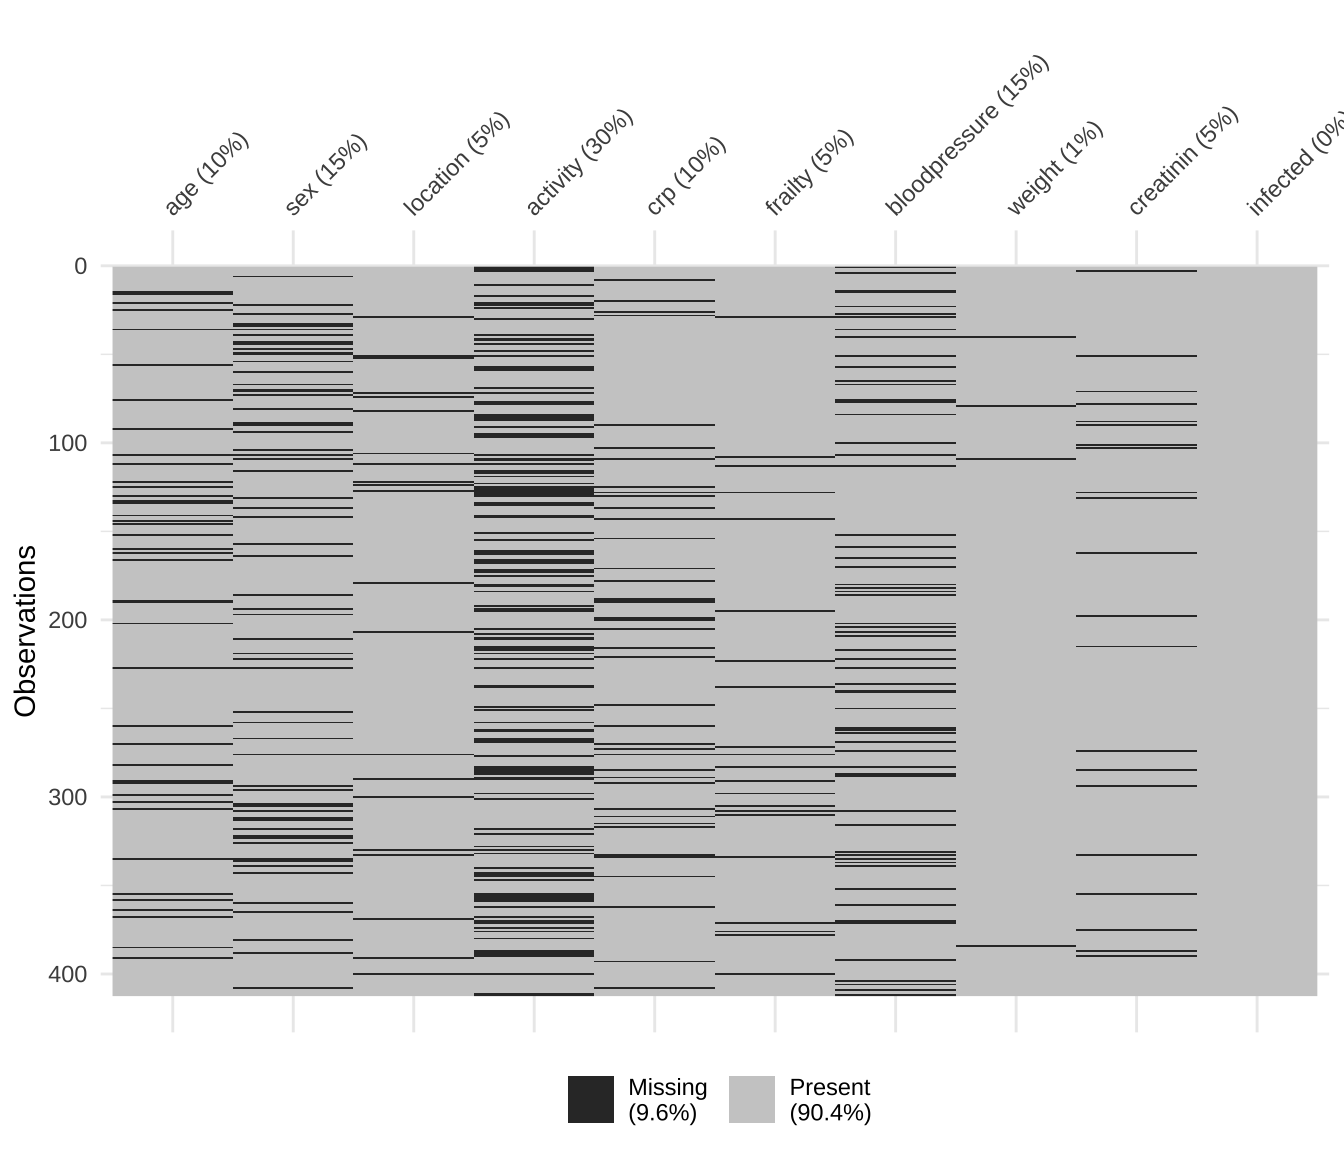 age (10%)
sex (15%)
location (5%)
activity (30%)
crp (10%)
frailty (5%)
bloodpressure (15%)
weight (1%)
creatinin (5%)
infected (0%
0
100
200
300
400
Observations
Missing
(9.6%)
Present
(90.4%)